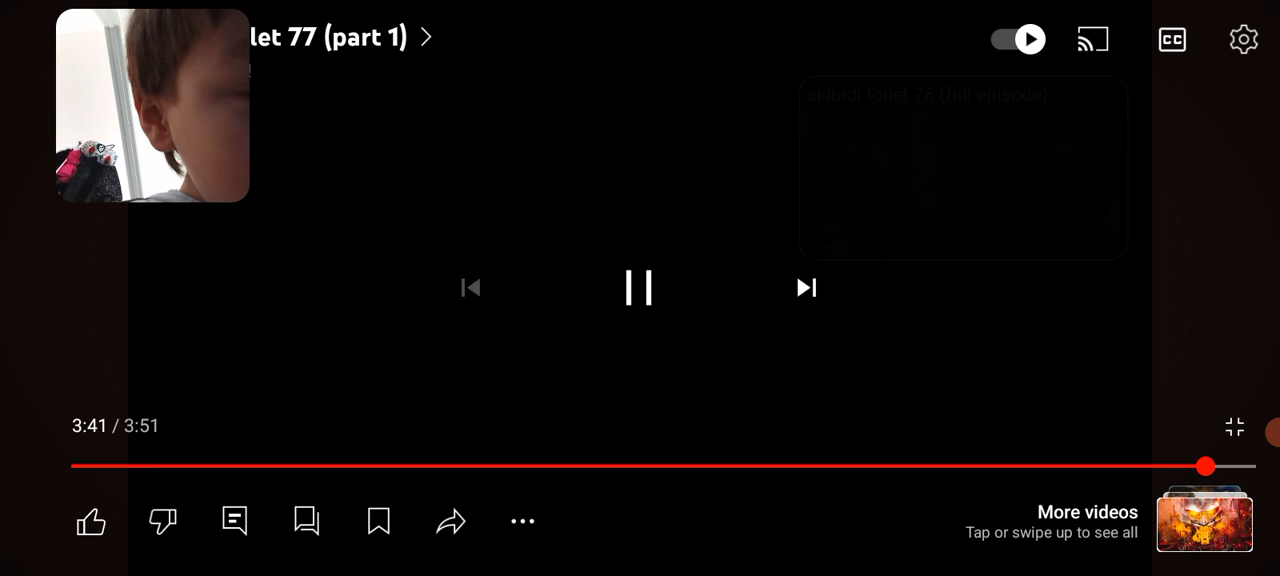 let 77 (part 1)
CC
skibidi toilet 76 (full episode)
3:41 / 3:51
More videos
Tap or swipe up to see all